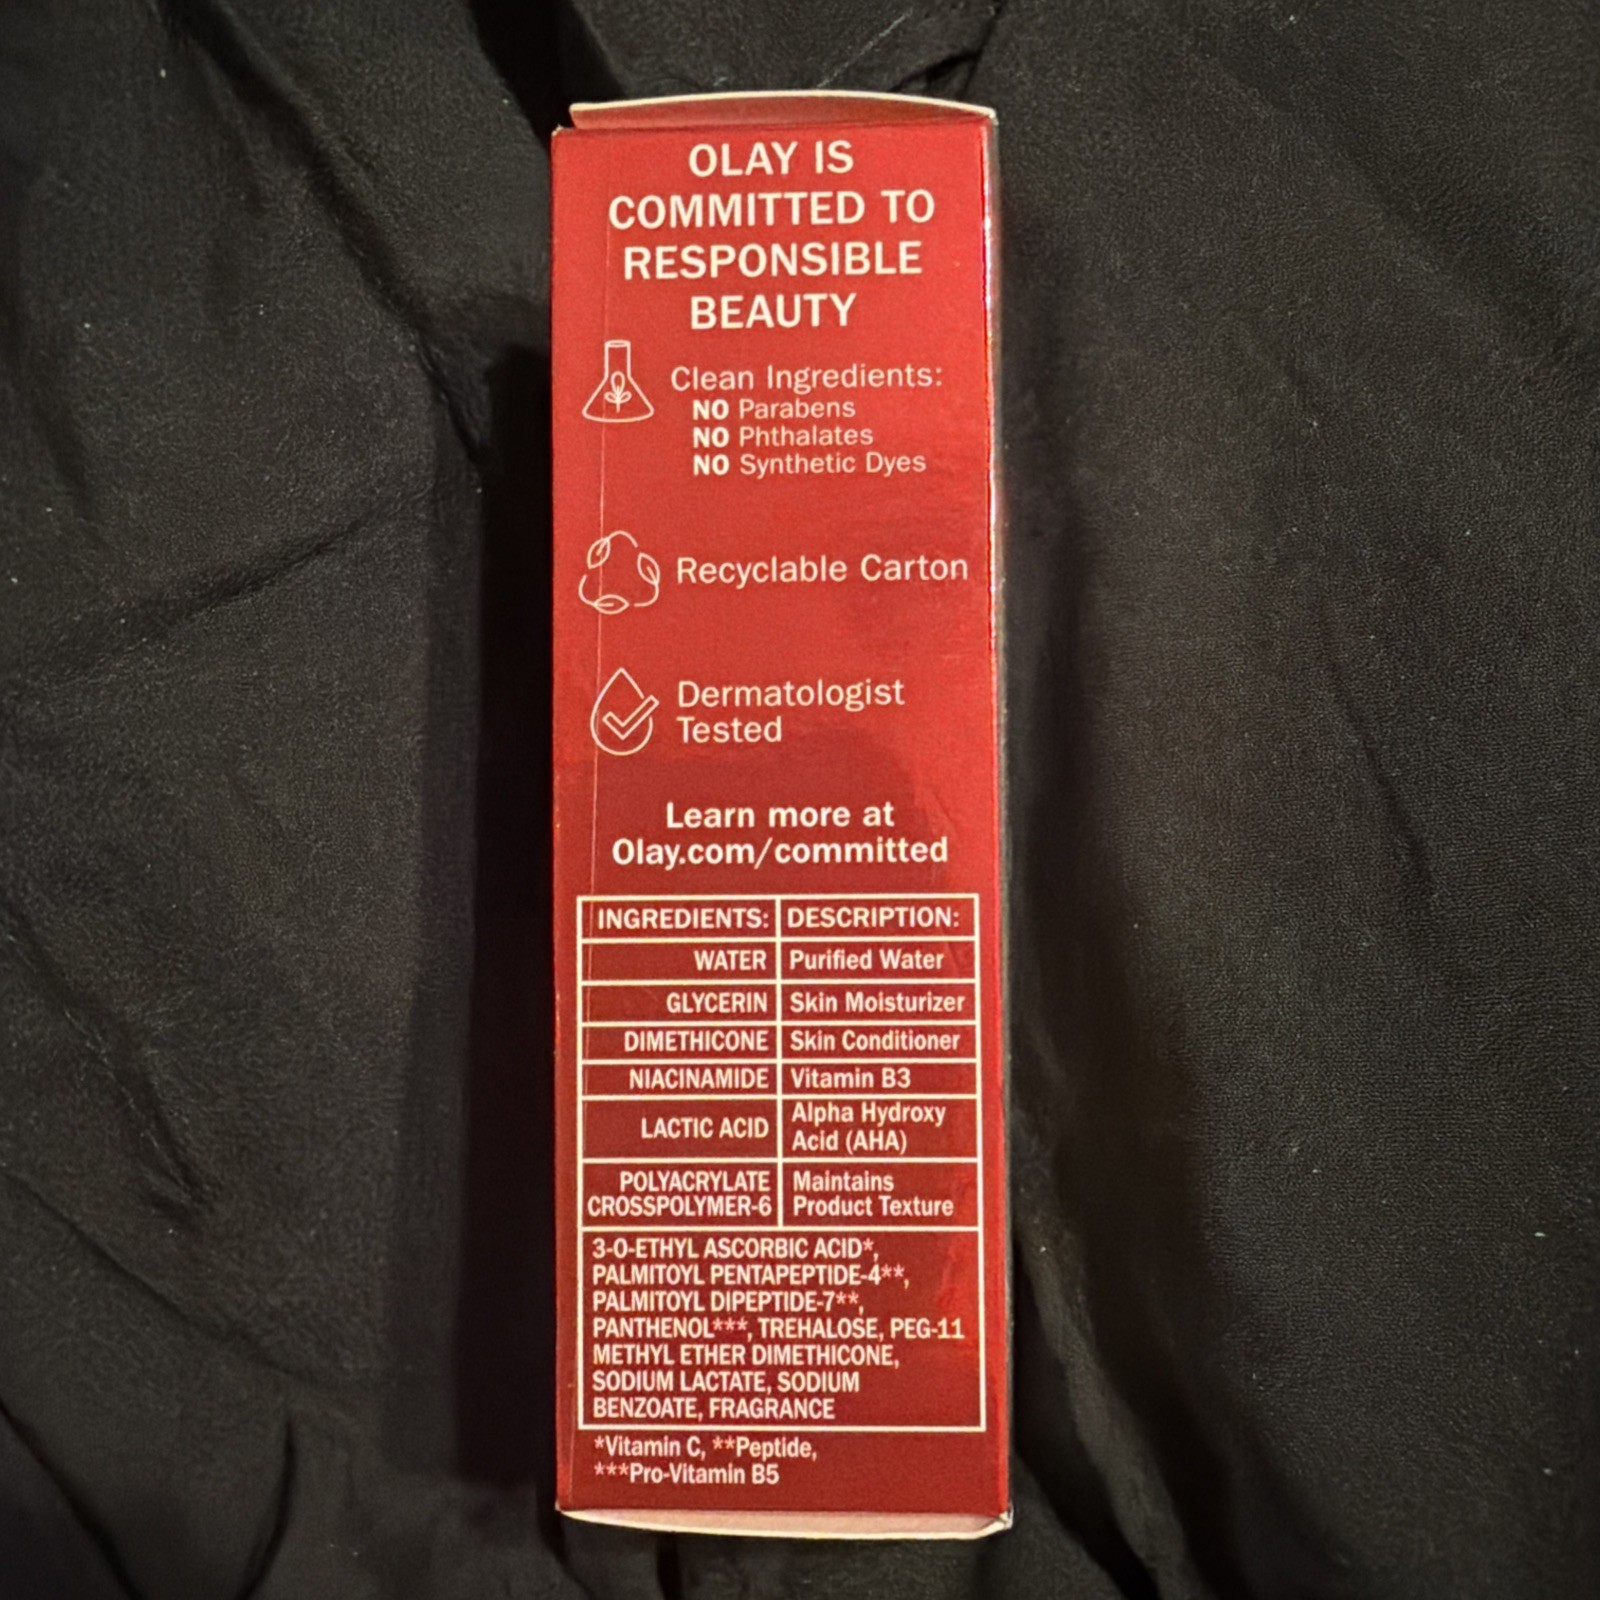 OLAY IS
COMMITTED TO
RESPONSIBLE
BEAUTY
Clean Ingredients:
NO Parabens
NO Phthalates
NO Synthetic Dyes
Recyclable Carton
Dermatologist
Tested
Learn more at
Olay.com/committed
INGREDIENTS: DESCRIPTION:
WATER Purified Water
GLYCERIN Skin Moisturizer
DIMETHICONE Skin Conditioner
NIACINAMIDE Vitamin B3
LACTIC ACID Alpha Hydroxy
Acid (AHA)
POLYACRYLATE
CROSSPOLYMER-6
Maintains
Product Texture
3-O-ETHYL ASCORBIC ACID*,
PALMITOYL PENTAPEPTIDE-4**,
PALMITOYL DIPEPTIDE-7**,
PANTHENOL***, TREHALOSE, PEG-11
METHYL ETHER DIMETHICONE,
SODIUM LACTATE, SODIUM
BENZOATE, FRAGRANCE
*Vitamin C, **Peptide,
***Pro-Vitamin B5